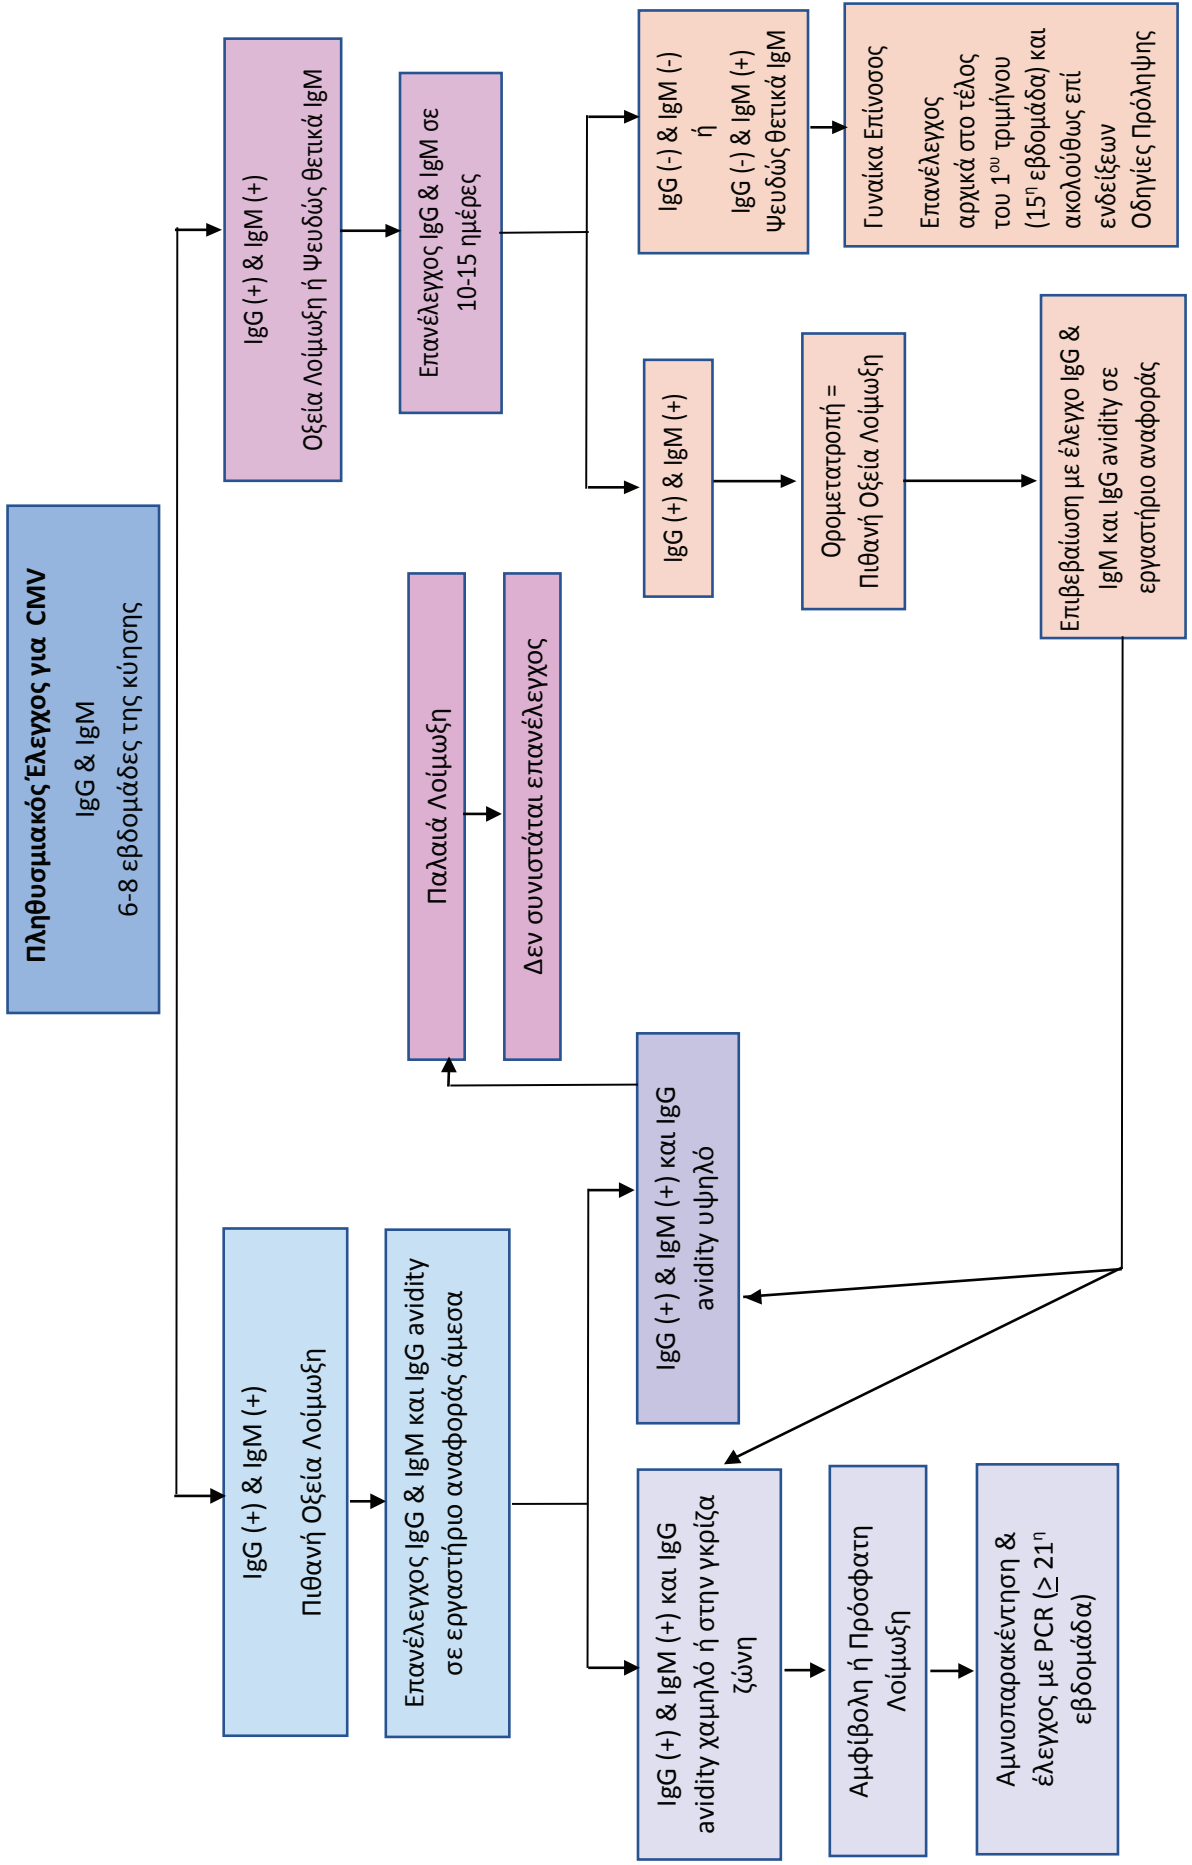 Πληθυσμιακός Έλεγχος για CMV
IgG & IgM
6-8 εβδομάδες της κύησης
IgG (+) & IgM (+)
Πιθανή Οξεία Λοίμωξη
Επανέλεγχος IgG & IgM και IgG avidity
σε εργαστήριο αναφοράς άμεσα
IgG (+) & IgM (+) και IgG
avidity χαμηλό ή στην γκρίζα
ζώνη
Αμφίβολη ή Πρόσφατη
Λοίμωξη
Αμνιοπαρακέντηση &
έλεγχος με PCR (≥ 21η
εβδομάδα)
IgG (+) & IgM (+) και IgG
avidity υψηλό
Παλαιά Λοίμωξη
Δεν συνιστάται επανέλεγχος
IgG (+) & IgM (+)
Οξεία Λοίμωξη ή Ψευδώς θετικά IgM
Επανέλεγχος IgG & IgM σε
10-15 ημέρες
IgG (+) & IgM (+)
Ορομετατροπή =
Πιθανή Οξεία Λοίμωξη
Επιβεβαίωση με έλεγχο IgG &
IgM και IgG avidity σε
εργαστήριο αναφοράς
IgG (-) & IgM (-)
ή
IgG (-) & IgM (+)
Ψευδώς θετικά IgM
Γυναίκα Επίνοσος
Επανέλεγχος
αρχικά στο τέλος
του 1ου τριμήνου
(15η εβδομάδα) και
ακολούθως επί
ενδείξεων
Οδηγίες Πρόληψης